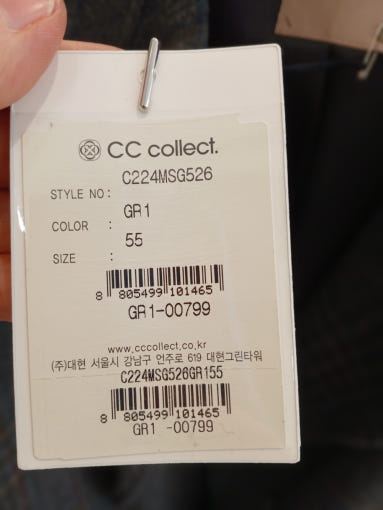 CC collect.
C224MSG526
STYLE NO :
GR1
COLOR :
55
SIZE :
8 805499 101465
GR1-00799
www.cccollect.co.kr
(주)대현 서울시 강남구 언주로 619 대현그린타워
C224MSG526GR155
8 805499 101465
GR1 -00799